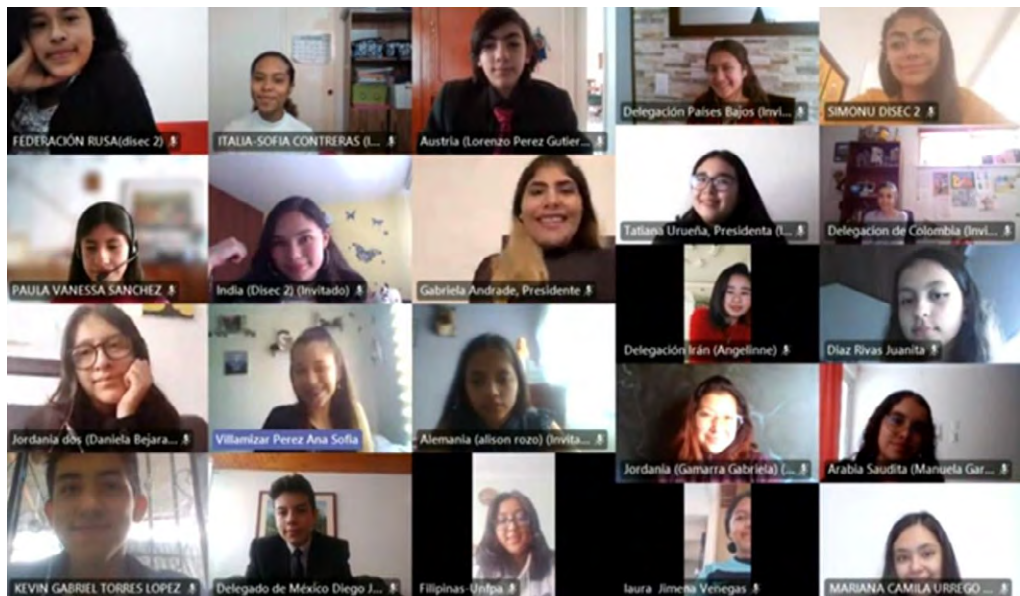 FEDERACIÓN RUSA(disec 2)
ITALIA-SOFIA CONTRERAS (I...
Austria (Lorenzo Perez Gutier...
Delegación Países Bajos (Invi...
SIMONU DISEC 2
PAULA VANESSA SANCHEZ
India (Disec 2) (Invitado)
Gabriela Andrade, Presidente
Tatiana Urueña, Presidenta (I...
Delegacion de Colombia (Invi...
Delegación Irán (Angelinne)
Diaz Rivas Juanita
Jordania dos (Daniela Bejara...
Villamizar Perez Ana Sofia
Alemania (alison rozo) (Invita...
Jordania (Gamarra Gabriela) (...
Arabia Saudita (Manuela Gar...
KEVIN GABRIEL TORRES LOPEZ
Delegado de México Diego J...
Filipinas-Unfpa
laura Jimena Venegas
MARIANA CAMILA URREGO ...